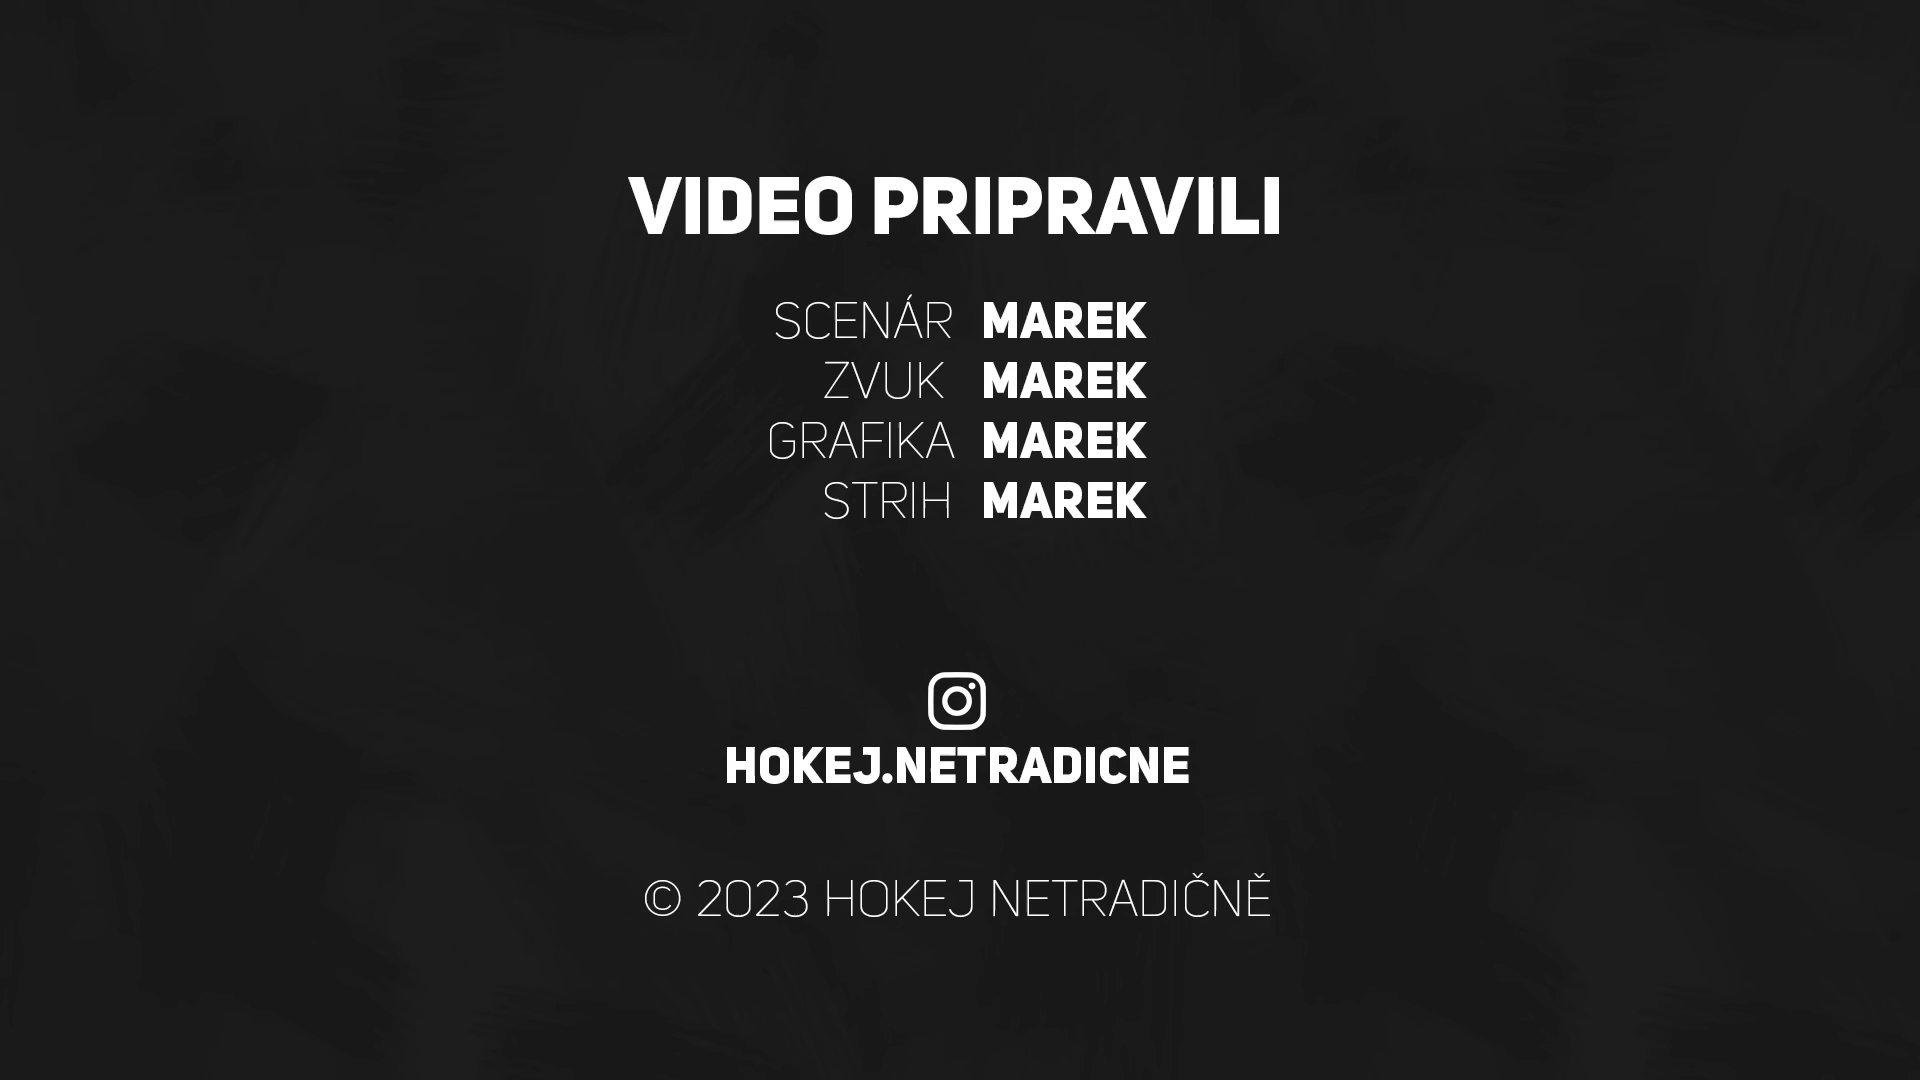 VIDEO PRIPRAVILI
SCENÁR MAREK
ZVUK MAREK
GRAFIKA MAREK
STRIH MAREK
HOKEJ.NETRADICNE
© 2023 HOKEJ NETRADIČNĚ